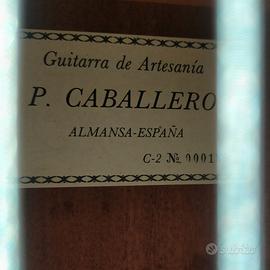 Guitarra de Artesanía
P. CABALLERO
ALMANSA-ESPAÑA
C-2 Nº 0001
subito